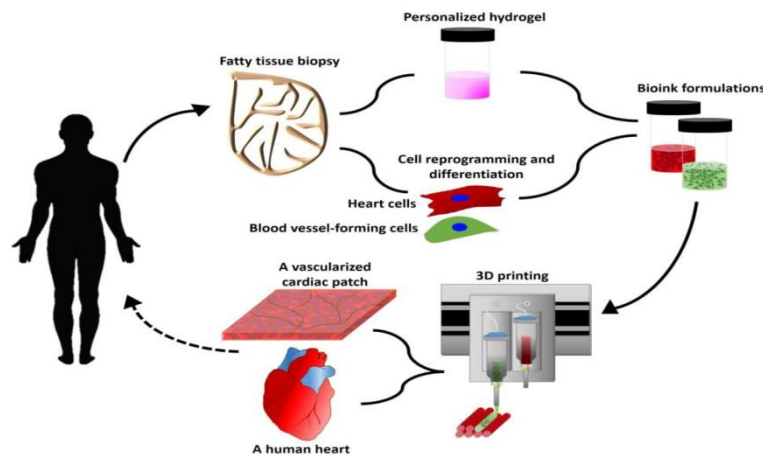 Personalized hydrogel
Fatty tissue biopsy
Bioink formulations
Cell reprogramming and
differentiation
Heart cells
Blood vessel-forming cells
3D printing
A vascularized
cardiac patch
A human heart